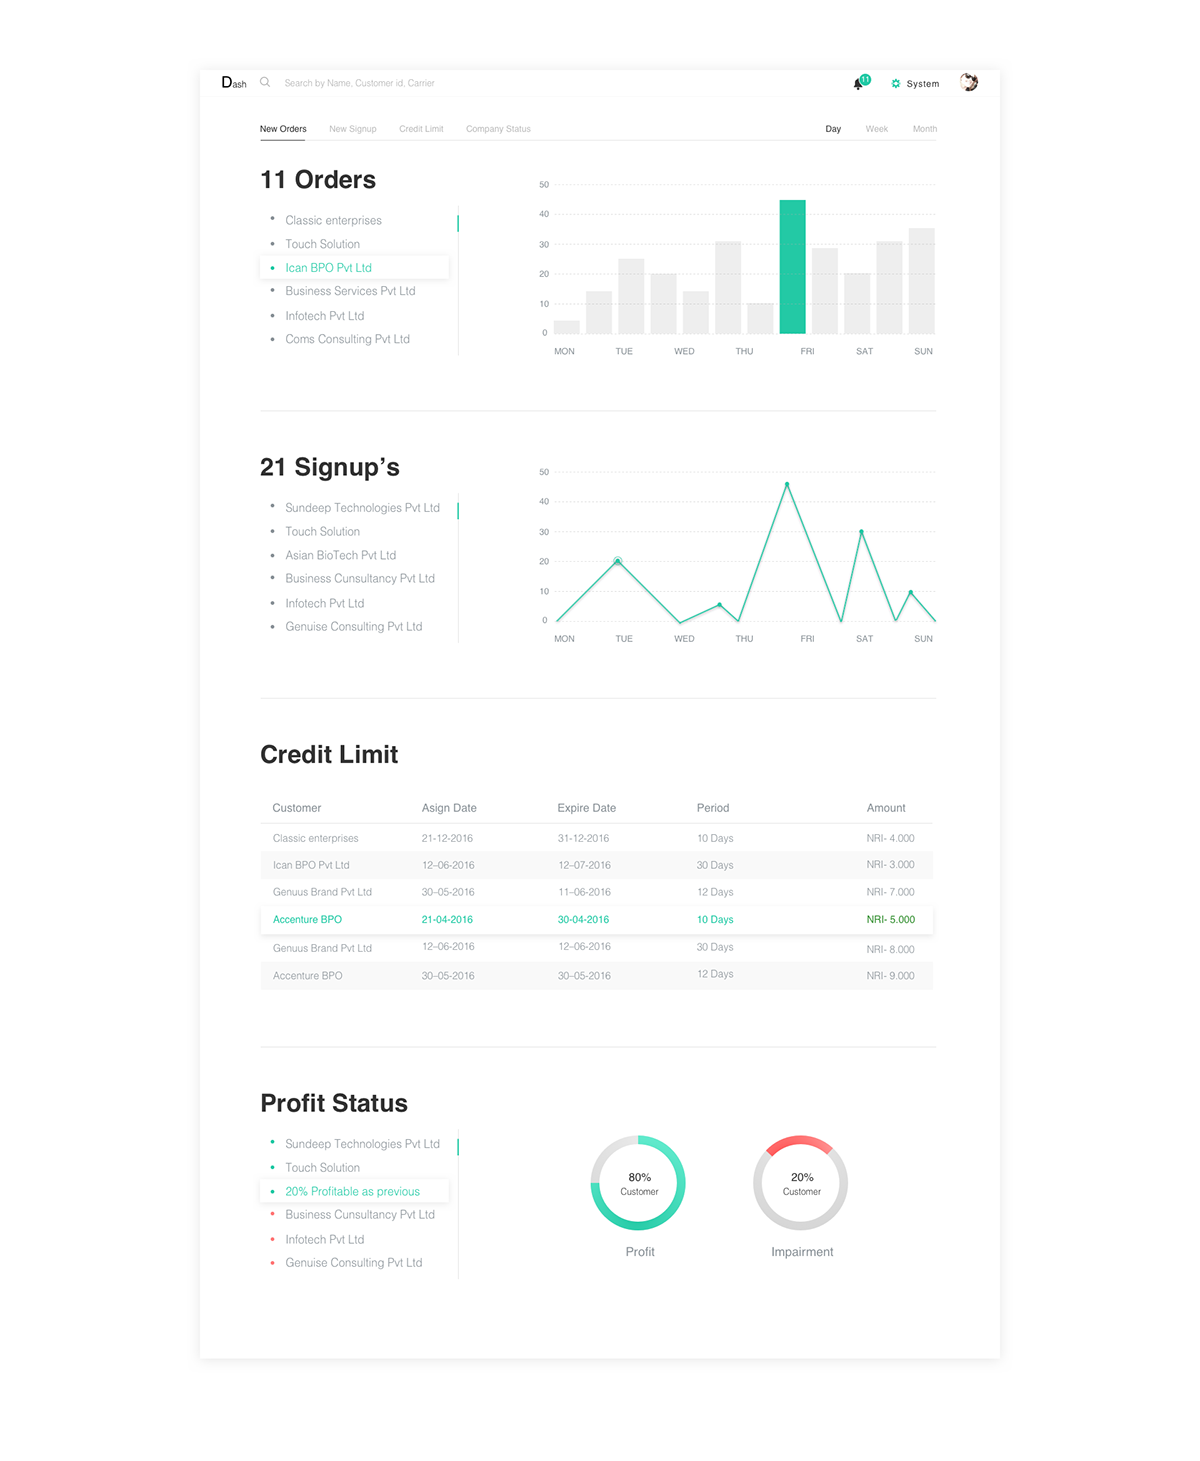 Dash Search by Name, Customer id, Carrier 11 System
New Orders New Signup Credit Limit Company Status Day Week Month
11 Orders
Classic enterprises
Touch Solution
Ican BPO Pvt Ltd
Business Services Pvt Ltd
Infotech Pvt Ltd
Coms Consulting Pvt Ltd
50
40
30
20
10
0
MON TUE WED THU FRI SAT SUN
21 Signup’s
Sundeep Technologies Pvt Ltd
Touch Solution
Asian BioTech Pvt Ltd
Business Cunsultancy Pvt Ltd
Infotech Pvt Ltd
Genuise Consulting Pvt Ltd
50
40
30
20
10
0
MON TUE WED THU FRI SAT SUN
Credit Limit
Customer Asign Date Expire Date Period Amount
Classic enterprises 21-12-2016 31-12-2016 10 Days NRI- 4.000
Ican BPO Pvt Ltd 12–06-2016 12–07-2016 30 Days NRI- 3.000
Genuus Brand Pvt Ltd 30–05-2016 11–06-2016 12 Days NRI- 7.000
Accenture BPO 21-04-2016 30-04-2016 10 Days NRI- 5.000
Genuus Brand Pvt Ltd 12–06-2016 12–06-2016 30 Days NRI- 8.000
Accenture BPO 30–05-2016 30–05-2016 12 Days NRI- 9.000
Profit Status
Sundeep Technologies Pvt Ltd
Touch Solution
20% Profitable as previous
Business Cunsultancy Pvt Ltd
Infotech Pvt Ltd
Genuise Consulting Pvt Ltd
80%
Customer
Profit
20%
Customer
Impairment